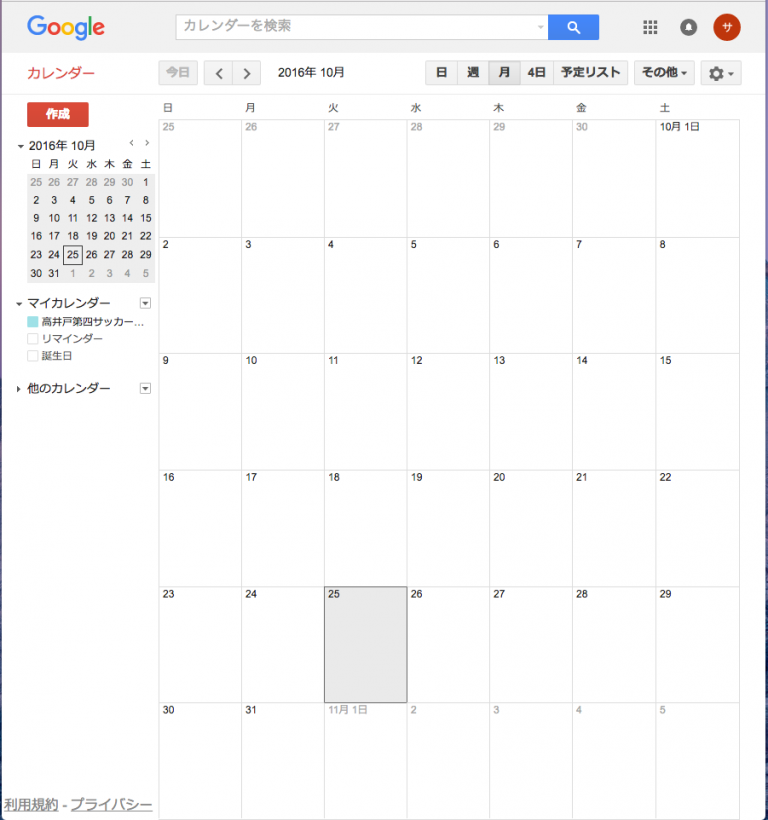 Google
カレンダーを検索
サ
カレンダー
今日
2016年 10月
日 週 月 4日 予定リスト
その他
作成
2016年 10月
日 月 火 水 木 金 土
25 26 27 28 29 30 1
2 3 4 5 6 7 8
9 10 11 12 13 14 15
16 17 18 19 20 21 22
23 24 25 26 27 28 29
30 31 1 2 3 4 5
マイカレンダー
高井戸第四サッカー...
リマインダー
誕生日
他のカレンダー
利用規約 - プライバシー
日 月 火 水 木 金 土
25 26 27 28 29 30 10月 1日
2 3 4 5 6 7 8
9 10 11 12 13 14 15
16 17 18 19 20 21 22
23 24 25 26 27 28 29
30 31 11月 1日 2 3 4 5